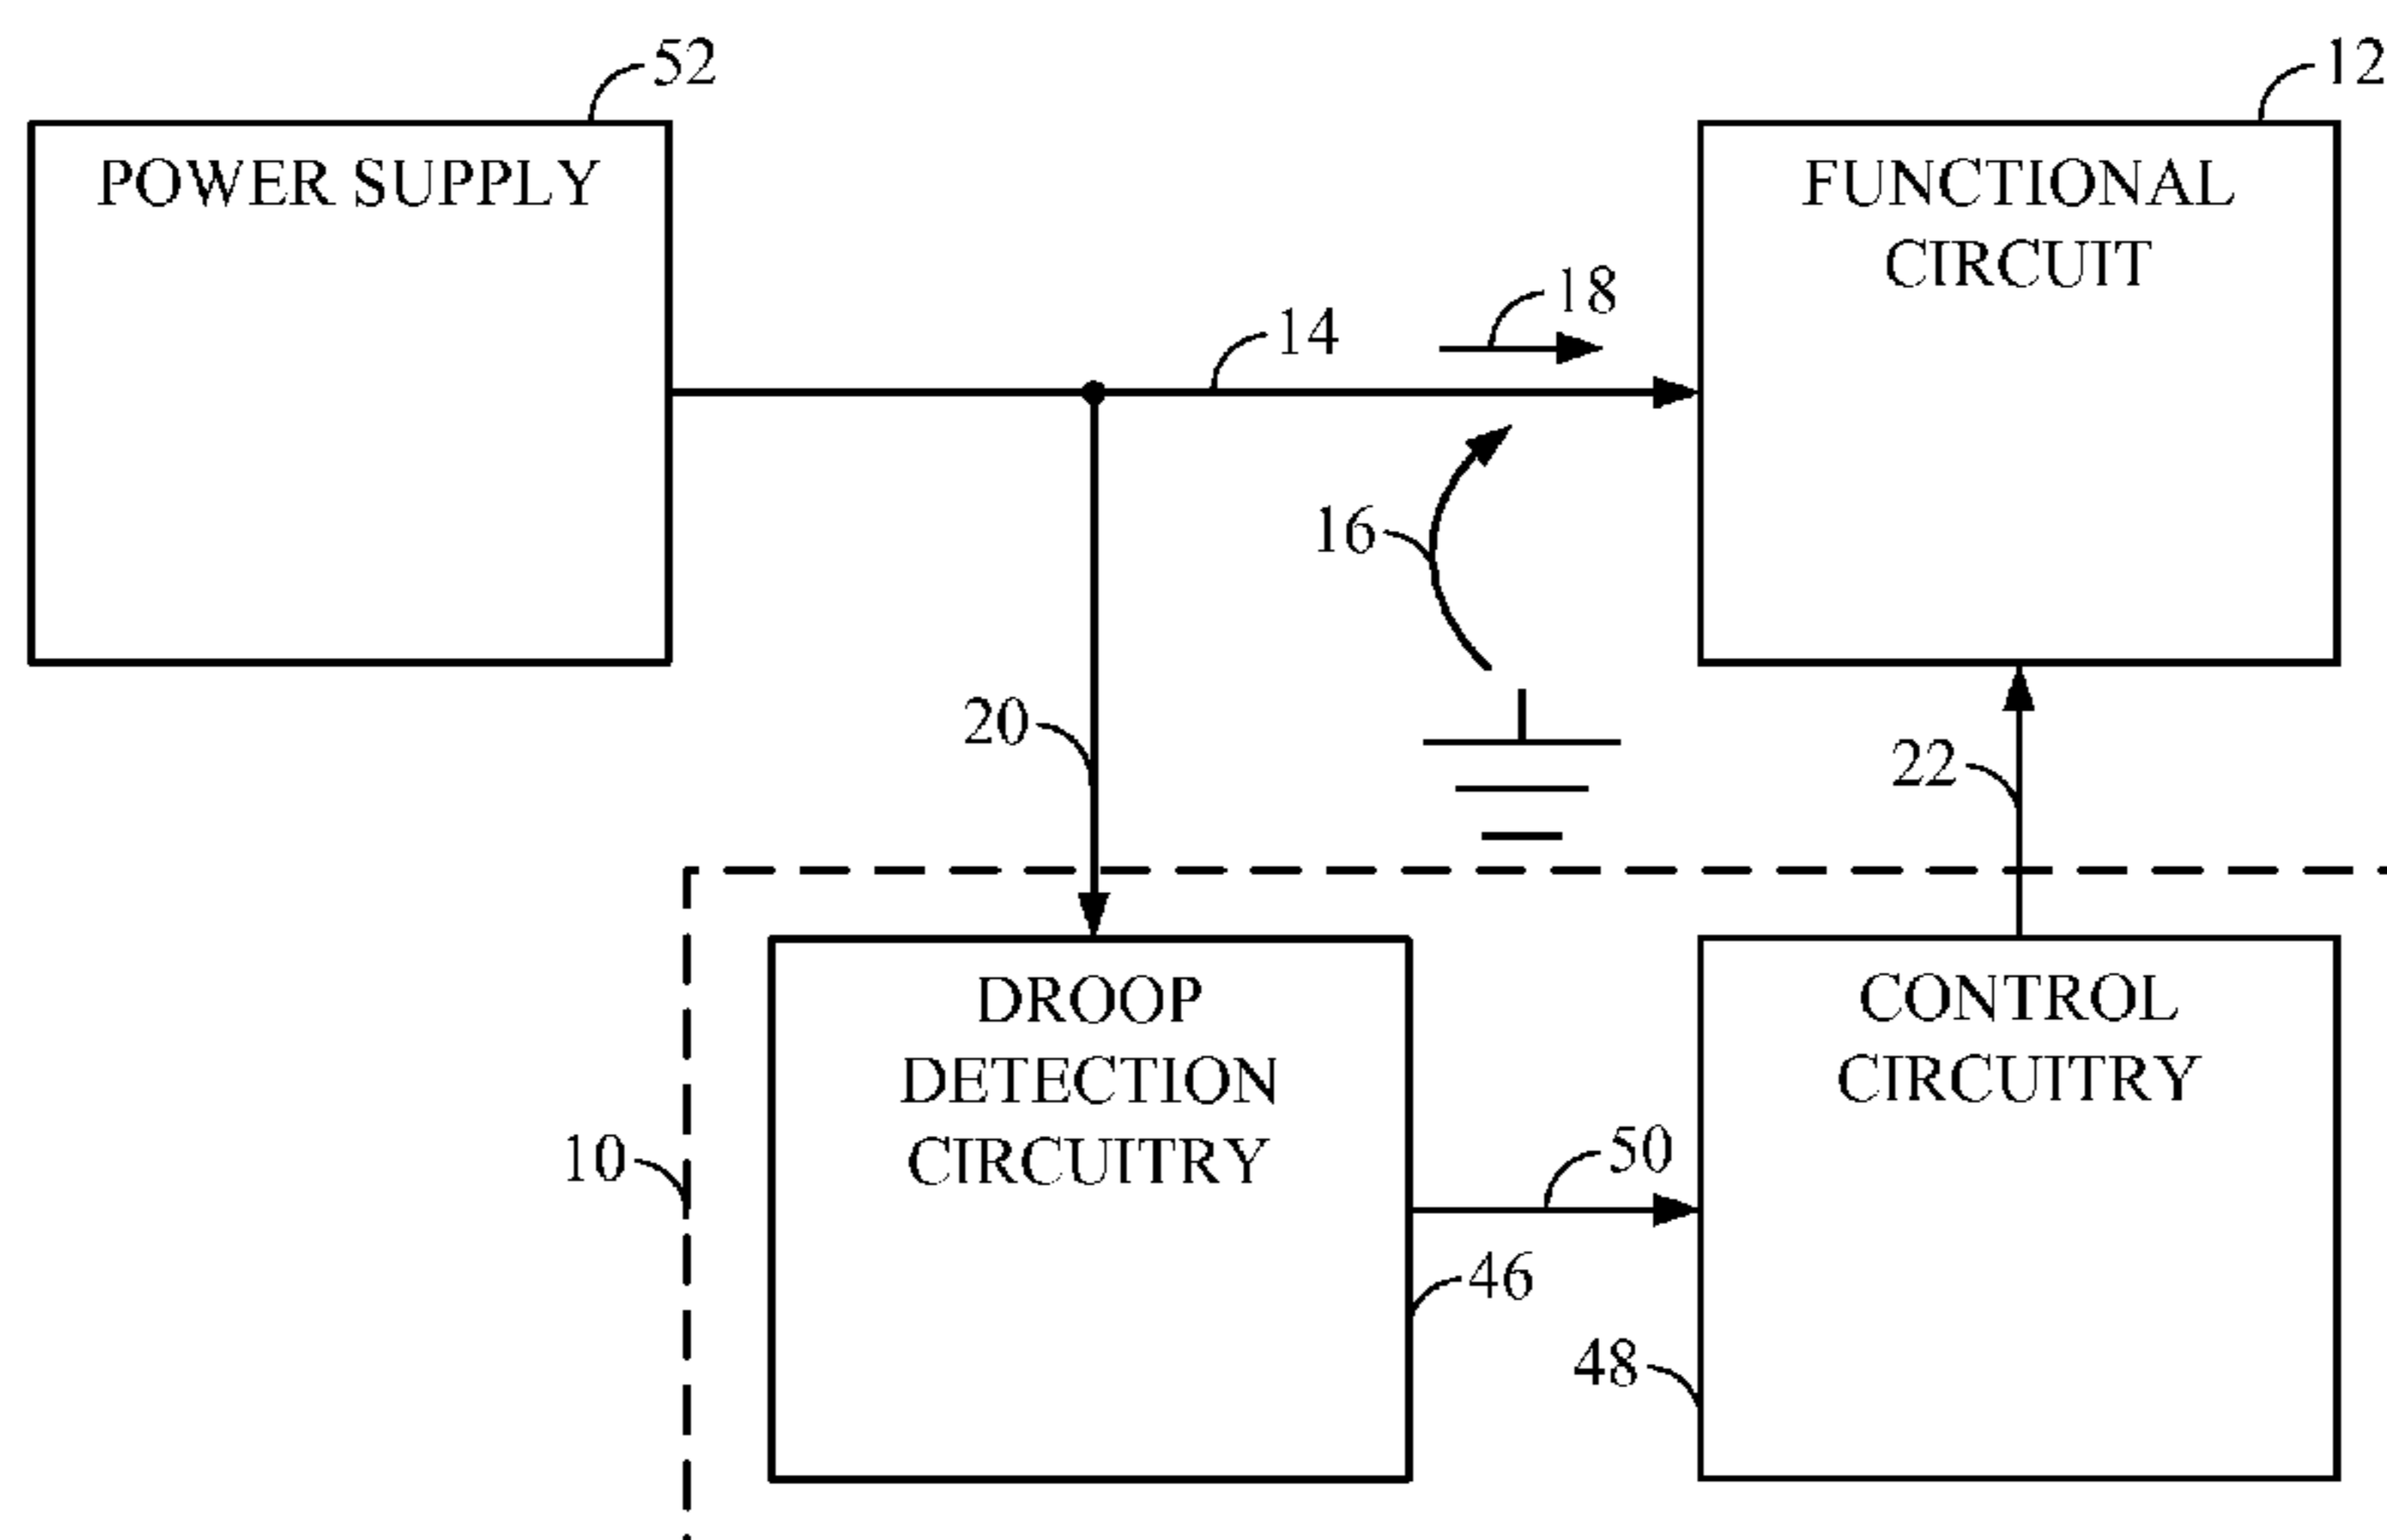 52
12
POWER SUPPLY
FUNCTIONAL
CIRCUIT
18
14
16
20
22
DROOP
DETECTION
CIRCUITRY
CONTROL
CIRCUITRY
10
50
46
48